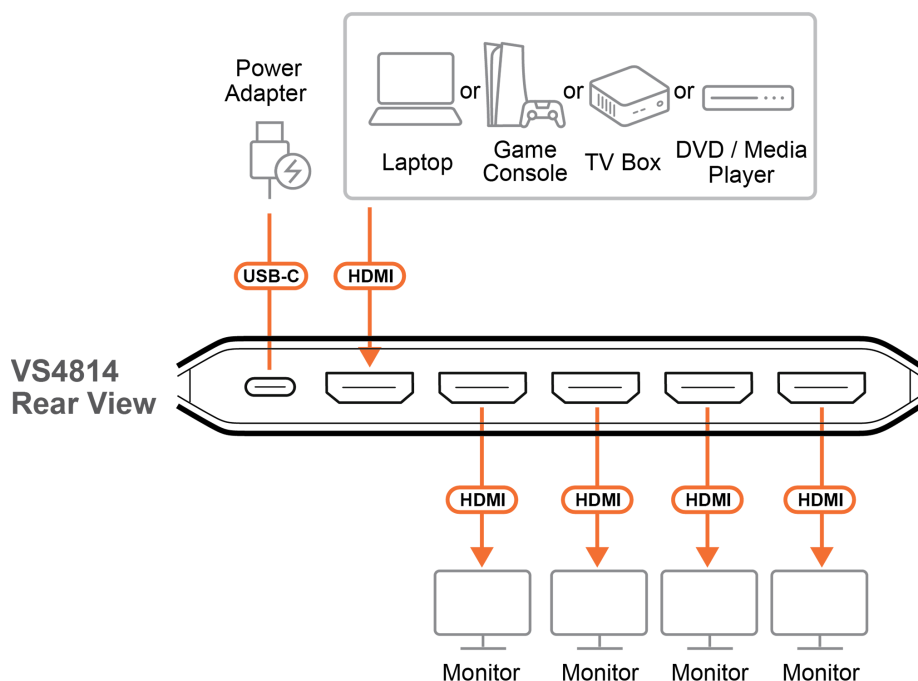 Power
Adapter
or
or
or
Laptop
Game
Console
TV Box
DVD / Media
Player
USB-C
HDMI
VS4814
Rear View
HDMI
HDMI
HDMI
HDMI
Monitor
Monitor
Monitor
Monitor